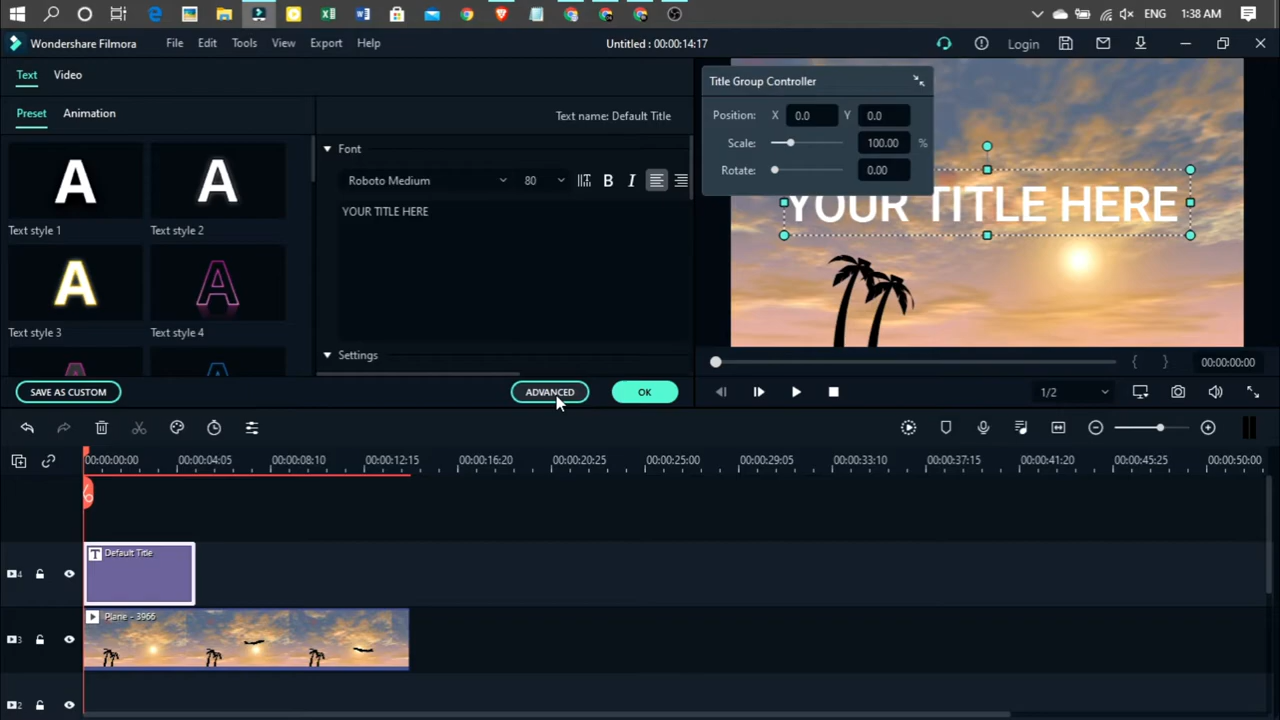 ENG 1:38 AM
Wondershare Filmora File Edit Tools View Export Help Untitled : 00:00:14:17 Login
Text Video
Preset Animation
Text name: Default Title
A A
Text style 1 Text style 2
A A
Text style 3 Text style 4
Font
Roboto Medium 80 B I
YOUR TITLE HERE
Settings
SAVE AS CUSTOM ADVANCED OK
Title Group Controller
Position: X 0.0 Y 0.0
Scale: 100.00 %
Rotate: 0.00
YOUR TITLE HERE
{ } 00:00:00:00
1/2
00:00:00:00 00:00:04:05 00:00:08:10 00:00:12:15 00:00:16:20 00:00:20:25 00:00:25:00 00:00:29:05 00:00:33:10 00:00:37:15 00:00:41:20 00:00:45:25 00:00:50:00
4 T Default Title
3 Plane - 3966
2